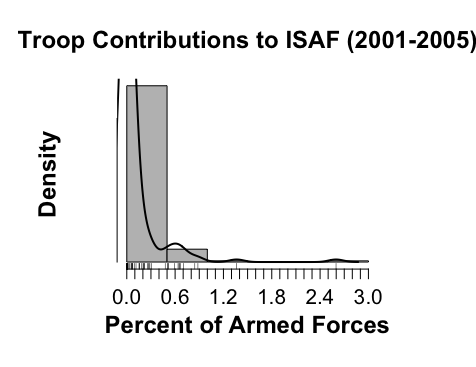 Troop Contributions to ISAF (2001-2005)
Density
0.0 0.6 1.2 1.8 2.4 3.0
Percent of Armed Forces